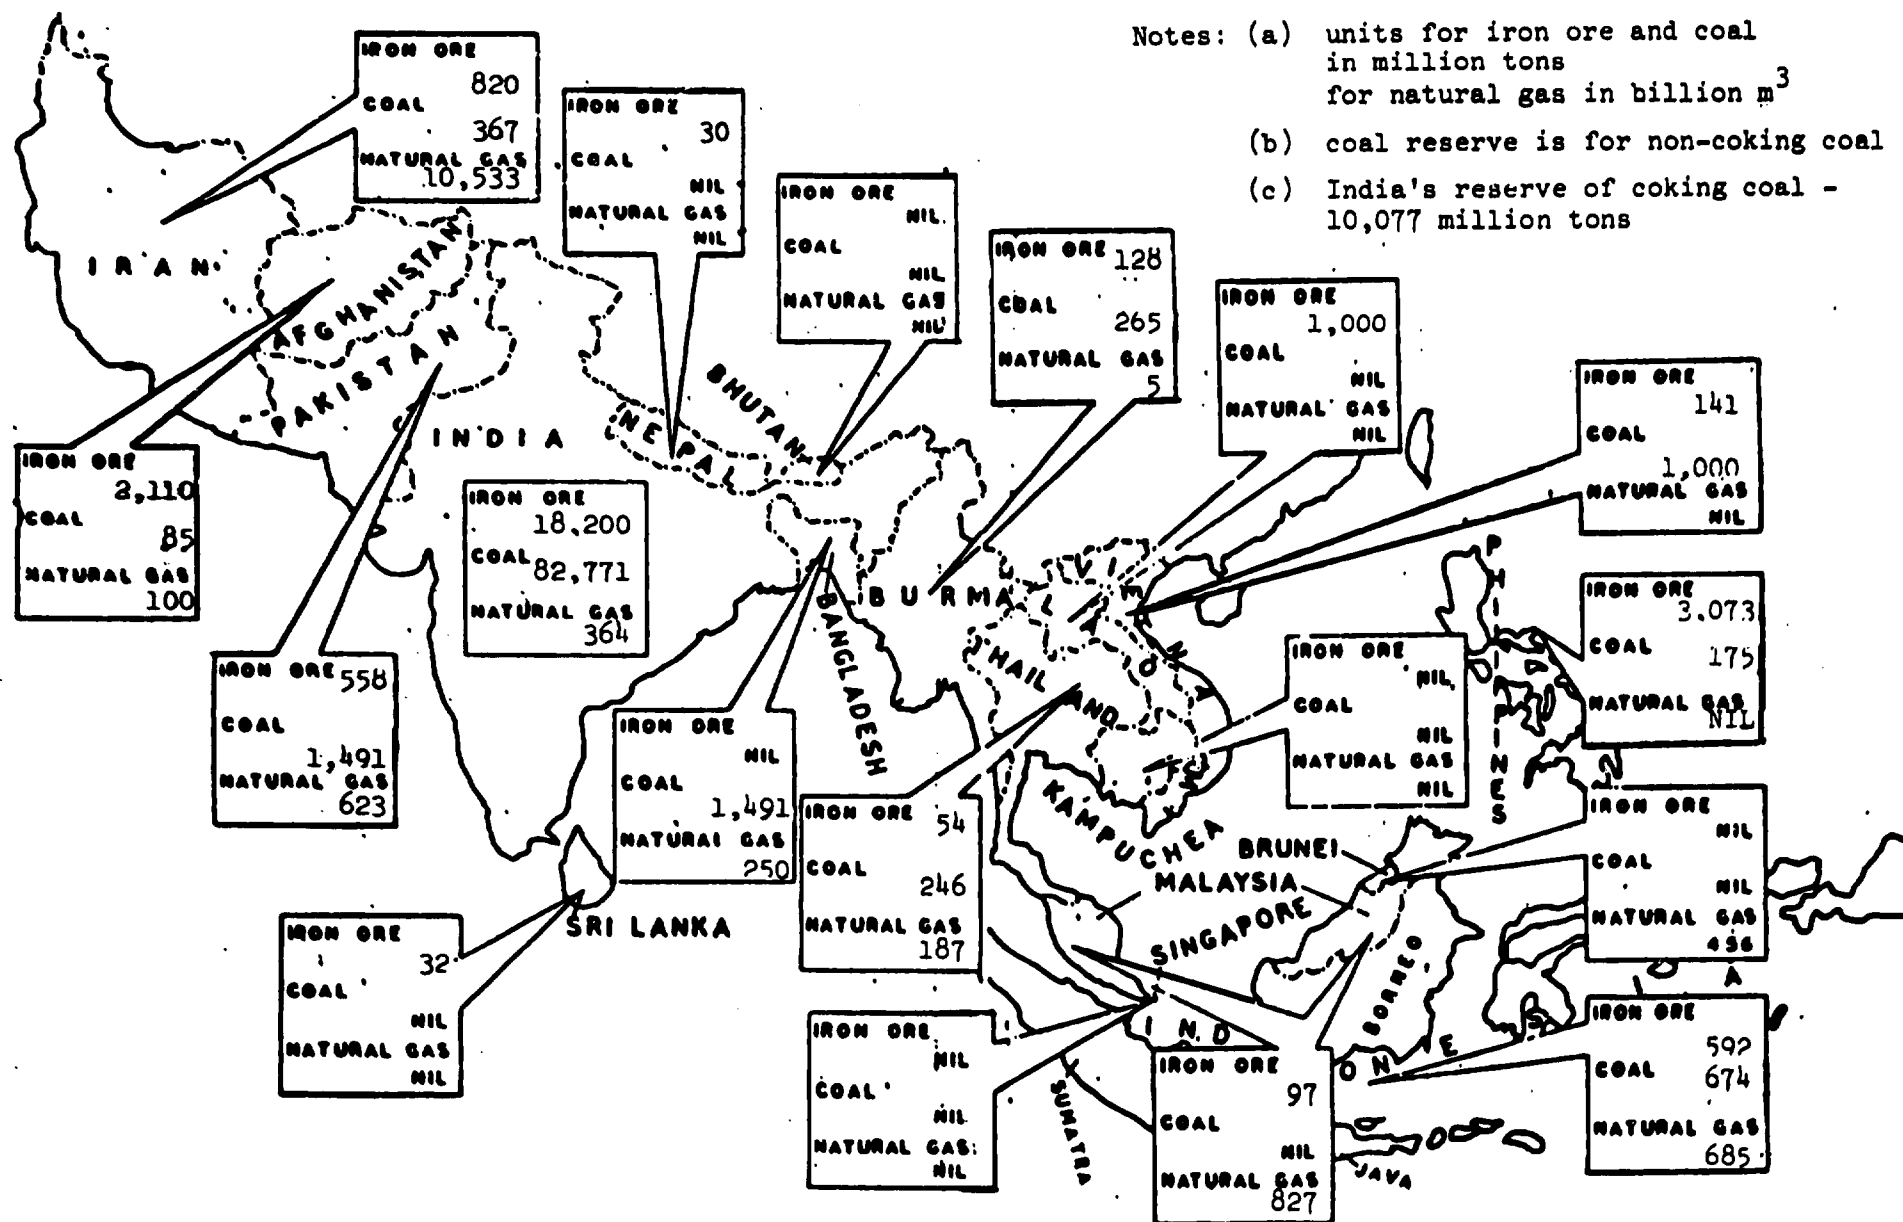 Notes: (a) units for iron ore and coal
in million tons
for natural gas in billion m³
(b) coal reserve is for non-coking coal
(c) India's reserve of coking coal -
10,077 million tons
IRON ORE
820
COAL
367
NATURAL GAS
10,533
IRON ORE
30
COAL
NIL
NATURAL GAS
NIL
IRON ORE
NIL
COAL
NIL
NATURAL GAS
NIL
IRON ORE 128
COAL
265
NATURAL GAS
5
IRON ORE
1,000
COAL
NIL
NATURAL GAS
NIL
IRON ORE
141
COAL
1,000
NATURAL GAS
NIL
IRAN
AFGHANISTAN
PAKISTAN
INDIA
NEPAL
BHUTAN
BURMA
BANGLADESH
VIETNAM
LAOS
THAILAND
KAMPUCHEA
PHILIPPINES
IRON ORE
2,110
COAL
85
NATURAL GAS
100
IRON ORE
18,200
COAL
82,771
NATURAL GAS
364
IRON ORE 558
COAL
1,491
NATURAL GAS
623
IRON ORE
NIL
COAL
1,491
NATURAL GAS
250
IRON ORE
54
COAL
246
NATURAL GAS
187
IRON ORE
NIL
COAL
NIL
NATURAL GAS
NIL
IRON ORE
3,073
COAL
175
NATURAL GAS
NIL
IRON ORE
NIL
COAL
NIL
NATURAL GAS
436
BRUNEI
MALAYSIA
SINGAPORE
SRI LANKA
BORNEO
INDONESIA
SUMATRA
JAVA
IRON ORE
32
COAL
NIL
NATURAL GAS
NIL
IRON ORE
NIL
COAL
NIL
NATURAL GAS
NIL
IRON ORE
97
COAL
NIL
NATURAL GAS
827
IRON ORE
592
COAL
674
NATURAL GAS
685